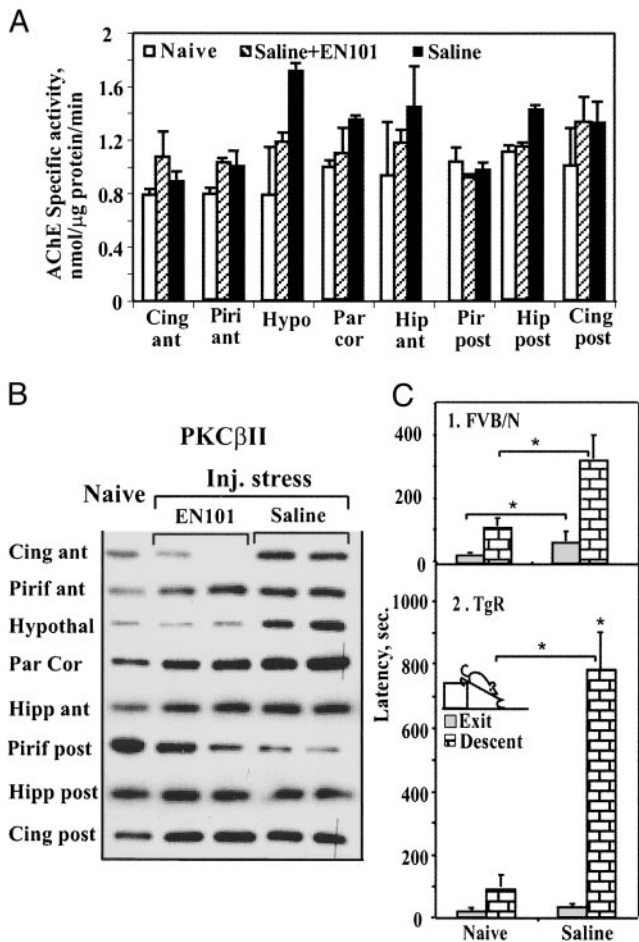 A
AChE Specific activity,
nmol/µg protein/min
2
1.6
1.2
0.8
0.4
0
Naive Saline+EN101 Saline
Cing ant
Piri ant
Hypo
Par cor
Hip ant
Pir post
Hip post
Cing post
B
PKCβII
Inj. stress
Naive
EN101 Saline
Cing ant
Pirif ant
Hypothal
Par Cor
Hipp ant
Pirif post
Hipp post
Cing post
C
1. FVB/N
400
200
0
*
*
2. TgR
Latency, sec.
1000
800
600
400
200
0
*
*
Exit
Descent
Naive Saline